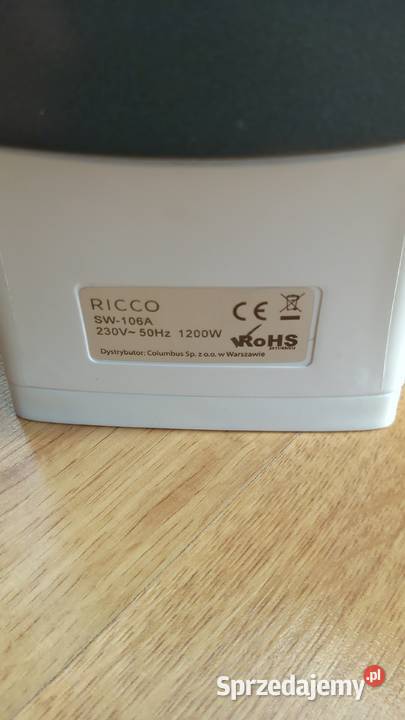 RICCO
SW-106A
230V~ 50Hz 1200W
CE
RoHS
Dystrybutor: Columbus Sp. z o.o. w Warszawie
Sprzedajemy.pl